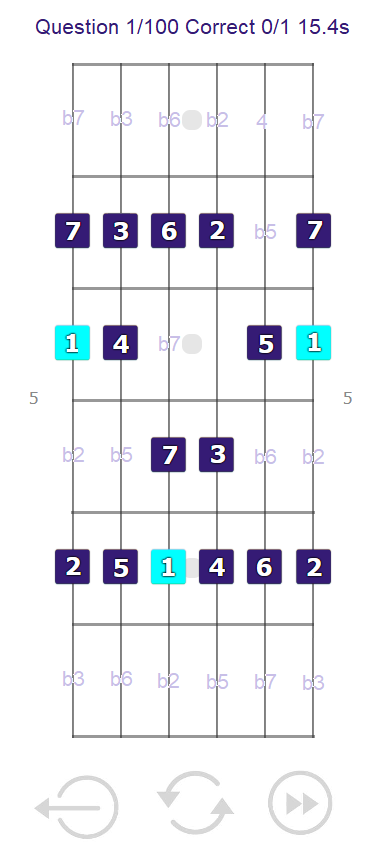 Question 1/100 Correct 0/1 15.4s
b7 b3 b6 b2 4 b7
7 3 6 2 b5 7
1 4 b7 5 1
5 5
b2 b5 7 3 b6 b2
2 5 1 4 6 2
b3 b6 b2 b5 b7 b3